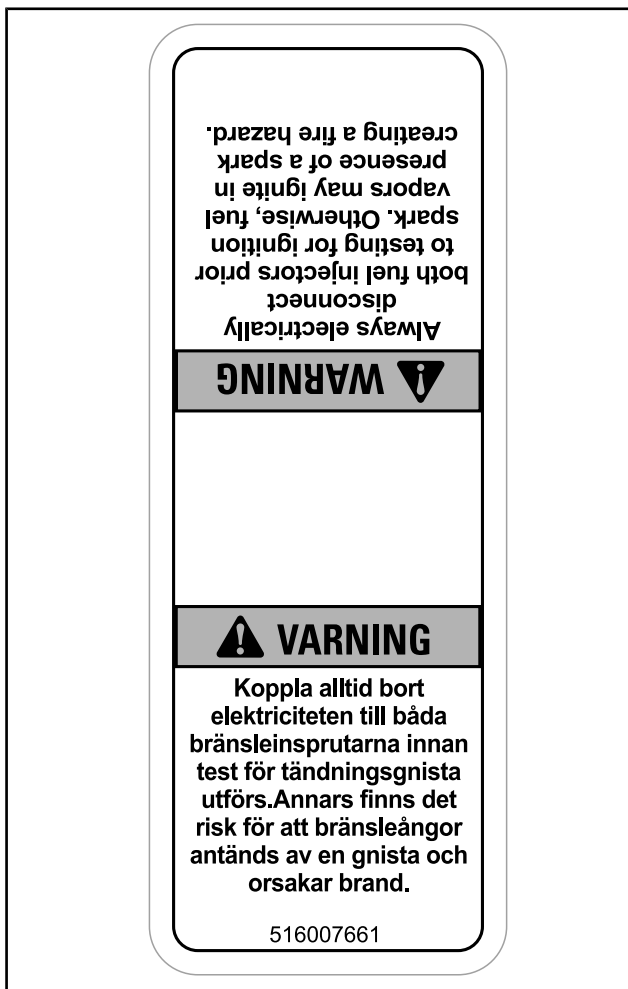 WARNING
Always electrically
disconnect
both fuel injectors prior
to testing for ignition
spark. Otherwise, fuel
vapors may ignite in
presence of a spark
creating a fire hazard.
VARNING
Koppla alltid bort
elektriciteten till båda
bränsleinsprutarna innan
test för tändningsgnista
utförs.Annars finns det
risk för att bränsleångor
antänds av en gnista och
orsakar brand.
516007661